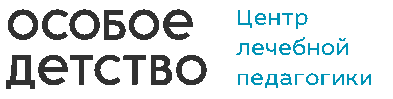 особое
детство
Центр
лечебной
педагогики